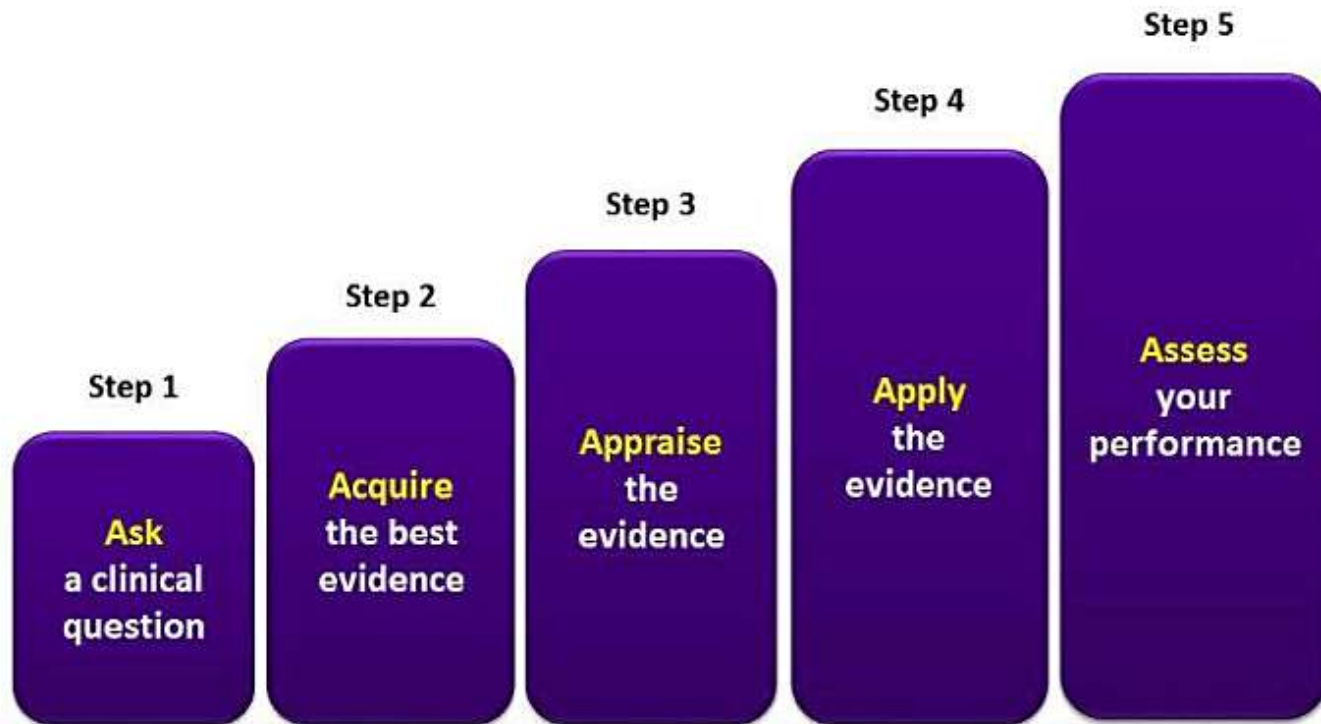 Step 1
Ask
a clinical
question
Step 2
Acquire
the best
evidence
Step 3
Appraise
the
evidence
Step 4
Apply
the
evidence
Step 5
Assess
your
performance